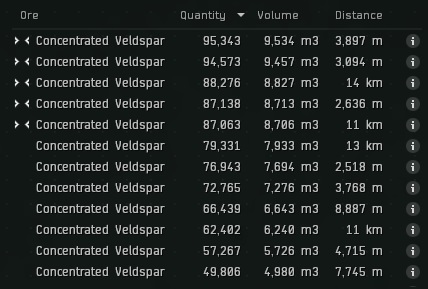 Ore Quantity Volume Distance
Concentrated Veldspar 95,343 9,534 m3 3,897 m
Concentrated Veldspar 94,573 9,457 m3 3,094 m
Concentrated Veldspar 88,276 8,827 m3 14 km
Concentrated Veldspar 87,138 8,713 m3 2,636 m
Concentrated Veldspar 87,063 8,706 m3 11 km
Concentrated Veldspar 79,331 7,933 m3 13 km
Concentrated Veldspar 76,943 7,694 m3 2,518 m
Concentrated Veldspar 72,765 7,276 m3 3,768 m
Concentrated Veldspar 66,439 6,643 m3 8,887 m
Concentrated Veldspar 62,402 6,240 m3 11 km
Concentrated Veldspar 57,267 5,726 m3 4,715 m
Concentrated Veldspar 49,806 4,980 m3 7,745 m